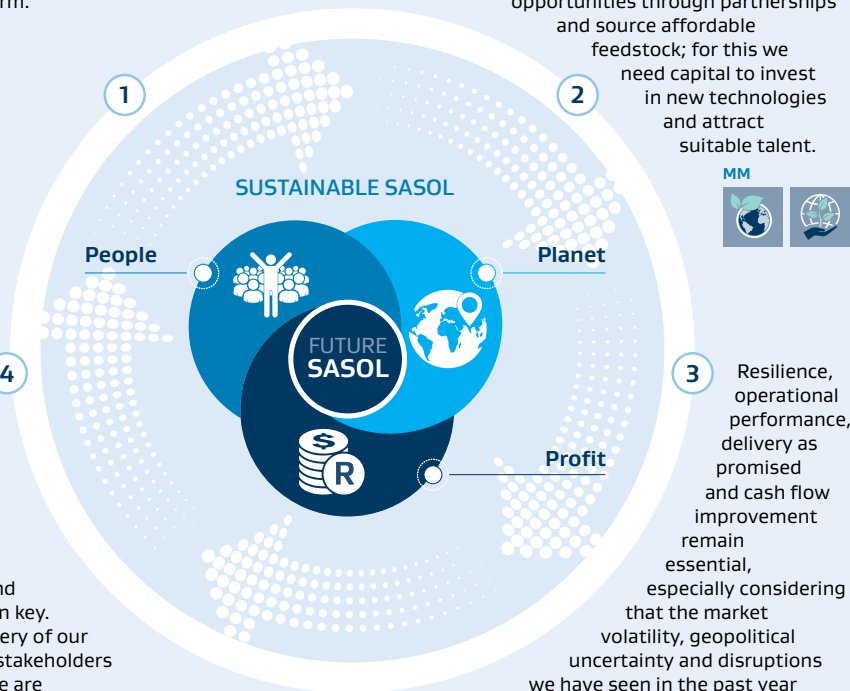 rm.
opportunities through partnerships
and source affordable
feedstock; for this we
need capital to invest
in new technologies
and attract
suitable talent.
MM
1
2
SUSTAINABLE SASOL
People
Planet
FUTURE
SASOL
$
R
Profit
4
3
Resilience,
operational
performance,
delivery as
promised
and cash flow
improvement
remain
essential,
especially considering
that the market
volatility, geopolitical
uncertainty and disruptions
we have seen in the past year
nd
n key.
ery of our
stakeholders
e are